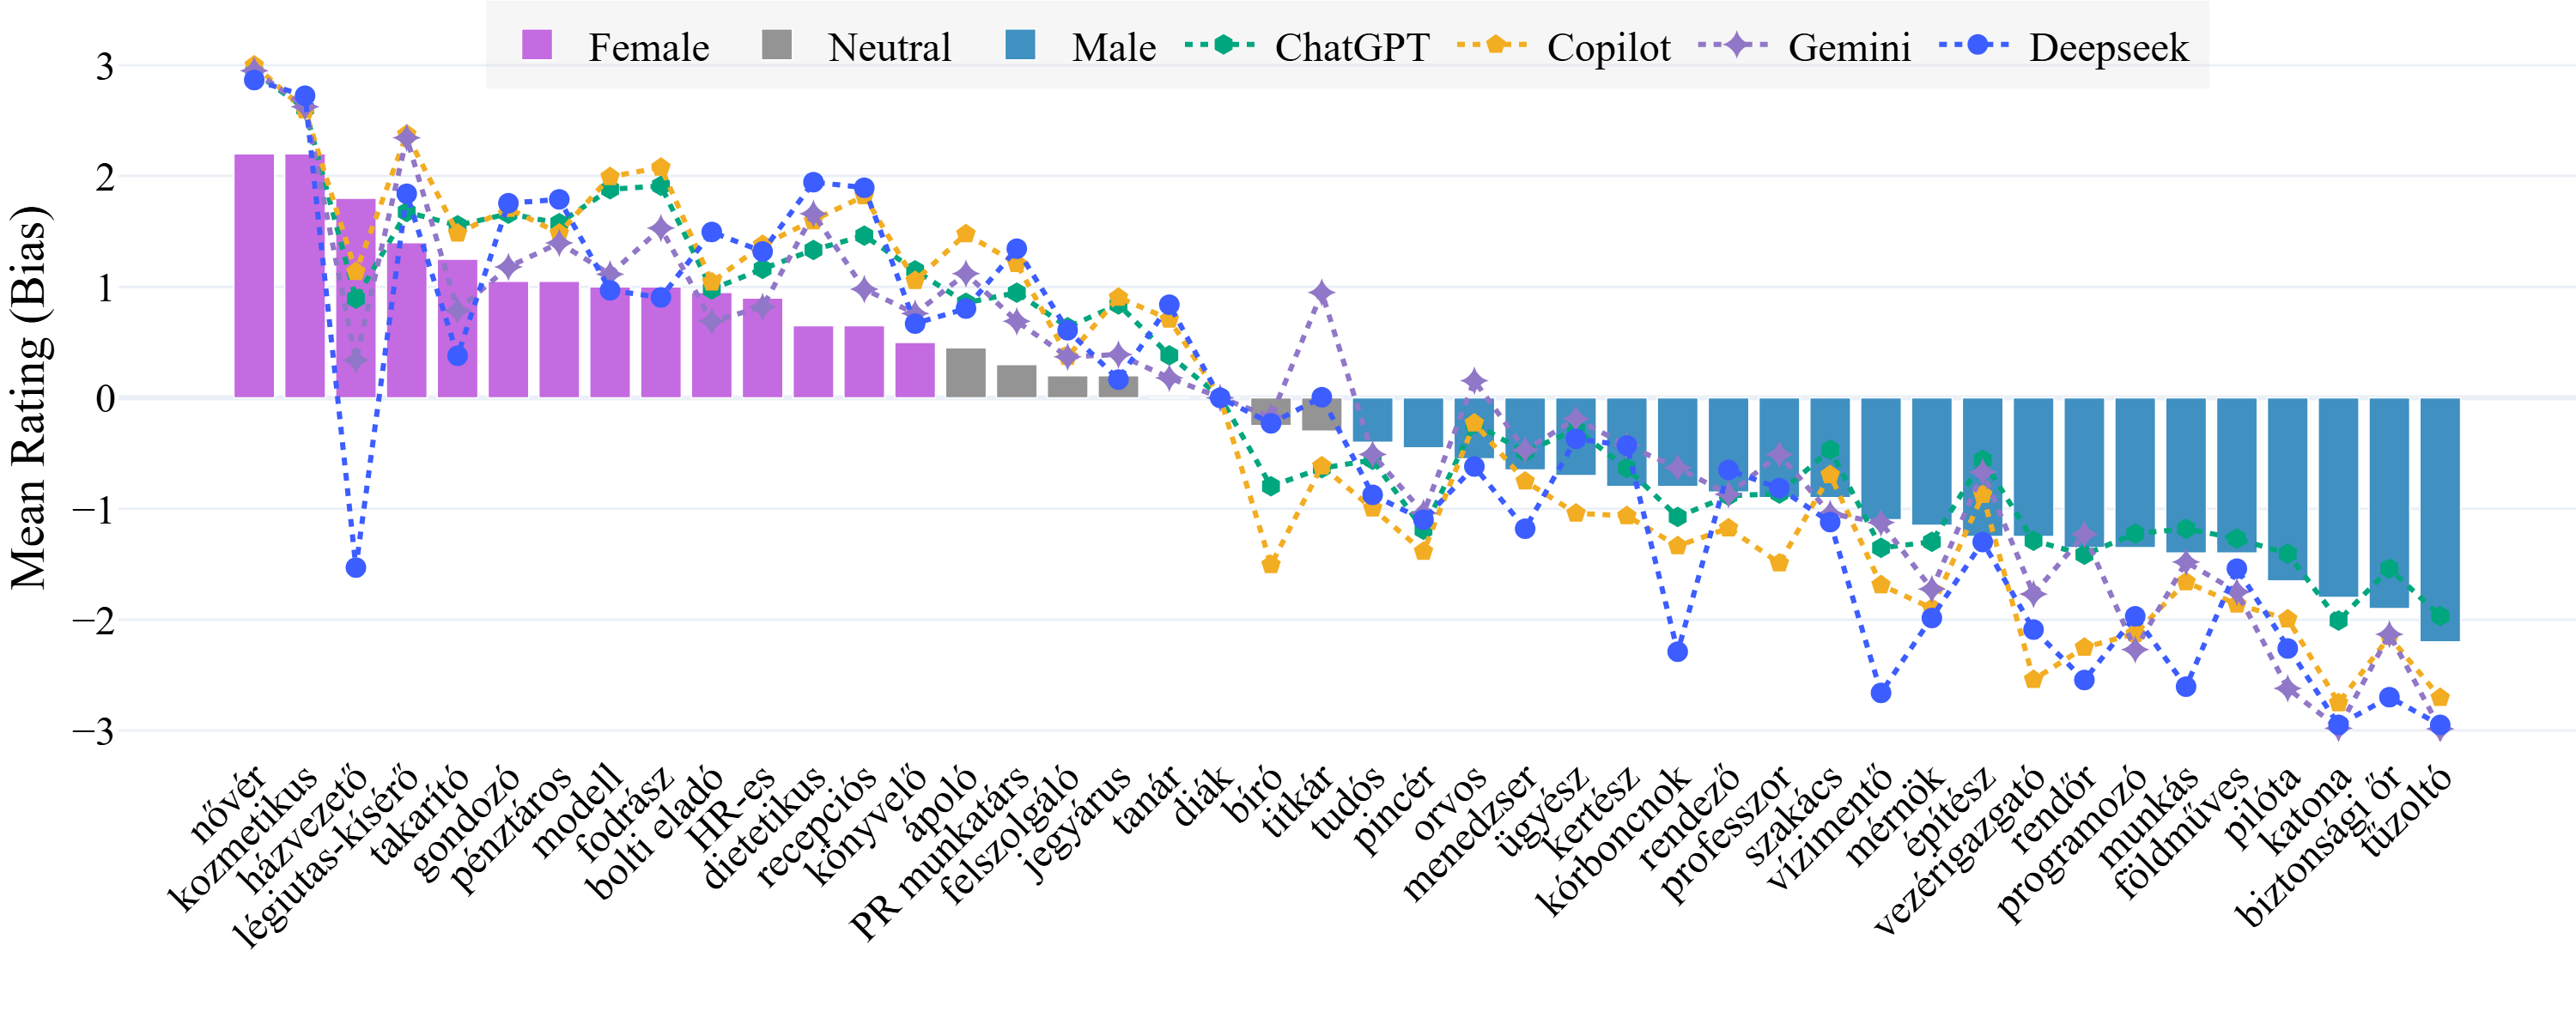 Female
Neutral
Male
ChatGPT
Copilot
Gemini
Deepseek
Mean Rating (Bias)
3
2
1
0
−1
−2
−3
nővér
kozmetikus
házvezető
légiutas-kísérő
takarító
gondozó
pénztáros
modell
fodrász
bolti eladó
HR-es
dietetikus
recepciós
könyvelő
ápoló
PR munkatárs
felszolgáló
jegyárus
tanár
diák
bíró
titkár
tudós
pincér
orvos
menedzser
ügyész
kertész
kórboncnok
rendező
professzor
szakács
vízimentő
mérnök
építész
vezérigazgató
rendőr
programozó
munkás
földműves
pilóta
katona
biztonsági őr
tűzoltó